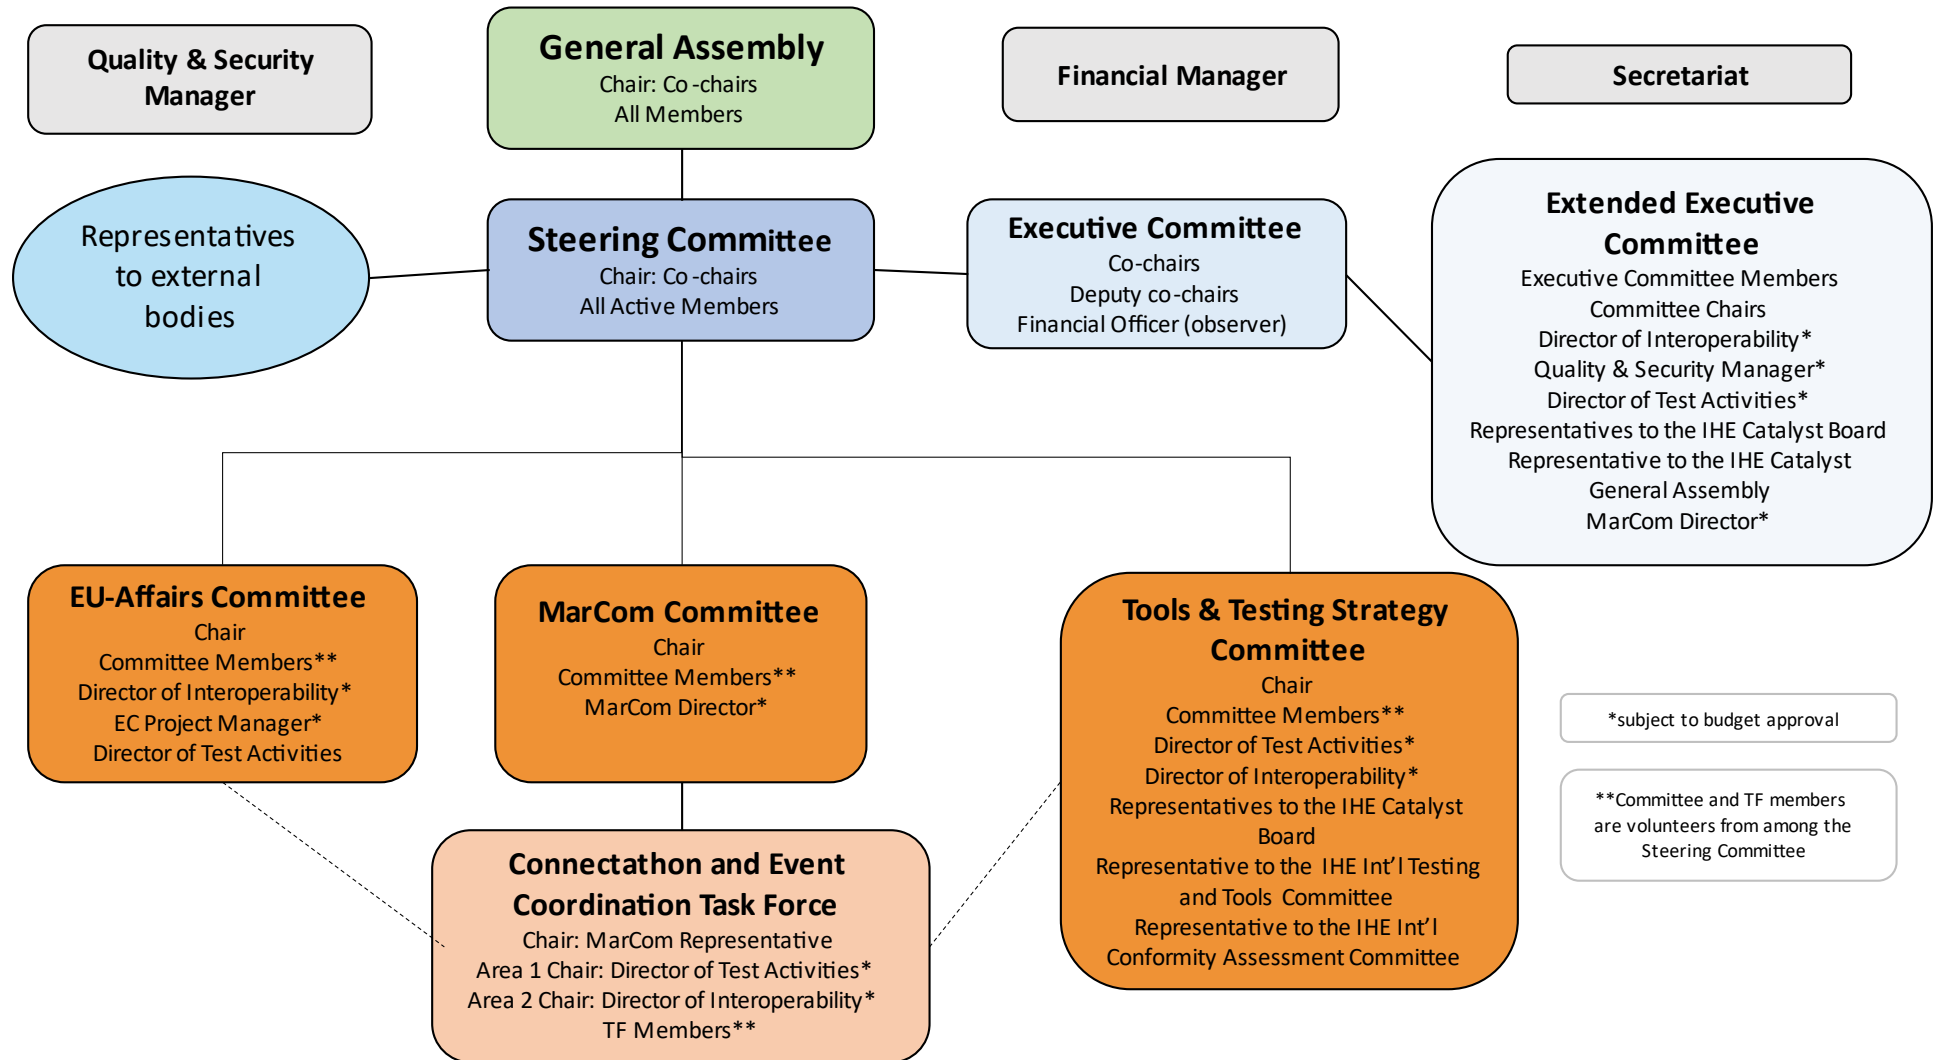 Quality & Security
Manager
General Assembly
Chair: Co-chairs
All Members
Financial Manager
Secretariat
Representatives
to external
bodies
Steering Committee
Chair: Co-chairs
All Active Members
Executive Committee
Co-chairs
Deputy co-chairs
Financial Officer (observer)
Extended Executive
Committee
Executive Committee Members
Committee Chairs
Director of Interoperability*
Quality & Security Manager*
Director of Test Activities*
Representatives to the IHE Catalyst Board
Representative to the IHE Catalyst
General Assembly
MarCom Director*
EU-Affairs Committee
Chair
Committee Members**
Director of Interoperability*
EC Project Manager*
Director of Test Activities
MarCom Committee
Chair
Committee Members**
MarCom Director*
Tools & Testing Strategy
Committee
Chair
Committee Members**
Director of Test Activities*
Director of Interoperability*
Representatives to the IHE Catalyst
Board
Representative to the IHE Int'l Testing
and Tools Committee
Representative to the IHE Int'l
Conformity Assessment Committee
*subject to budget approval
**Committee and TF members
are volunteers from among the
Steering Committee
Connectathon and Event
Coordination Task Force
Chair: MarCom Representative
Area 1 Chair: Director of Test Activities*
Area 2 Chair: Director of Interoperability*
TF Members**